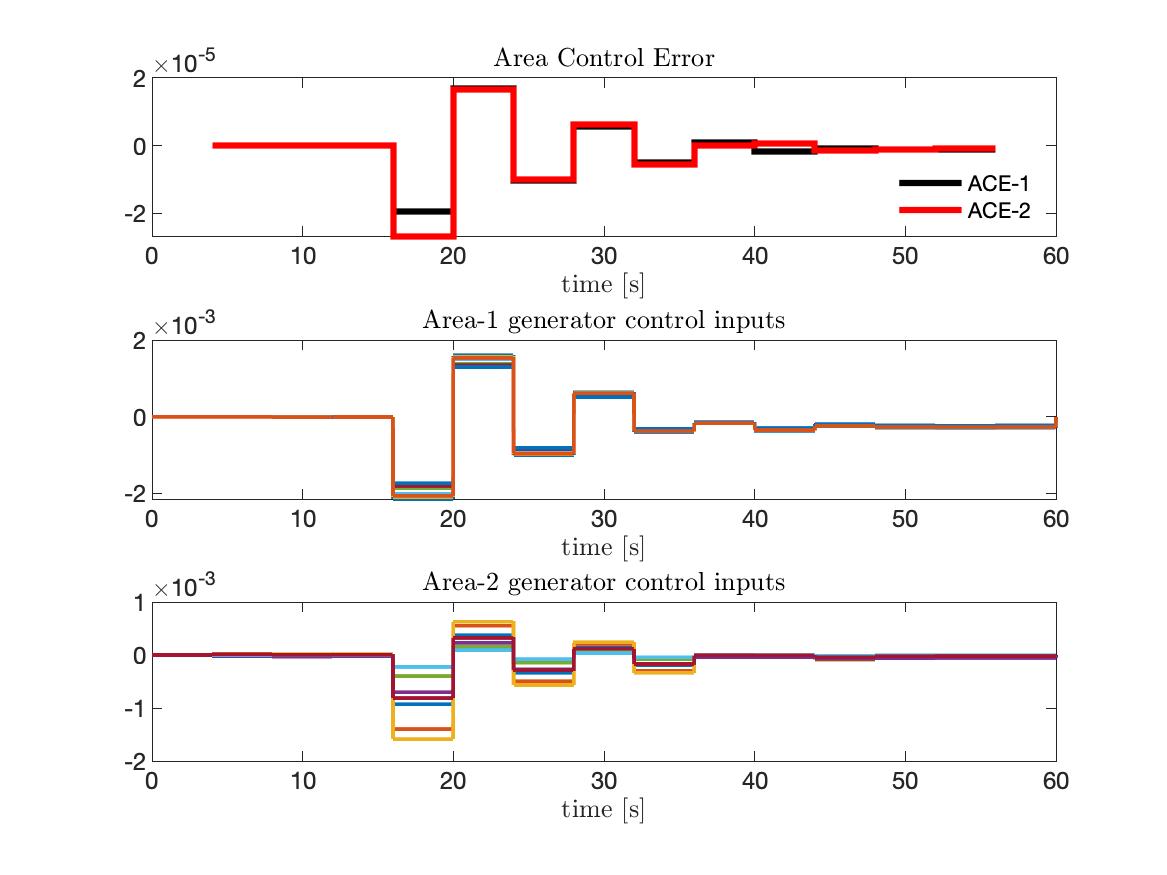 Area Control Error
×10-5
2
0
-2
ACE-1
ACE-2
0 10 20 30 40 50 60
time [s]
Area-1 generator control inputs
×10-3
2
0
-2
0 10 20 30 40 50 60
time [s]
Area-2 generator control inputs
×10-3
1
0
-1
-2
0 10 20 30 40 50 60
time [s]